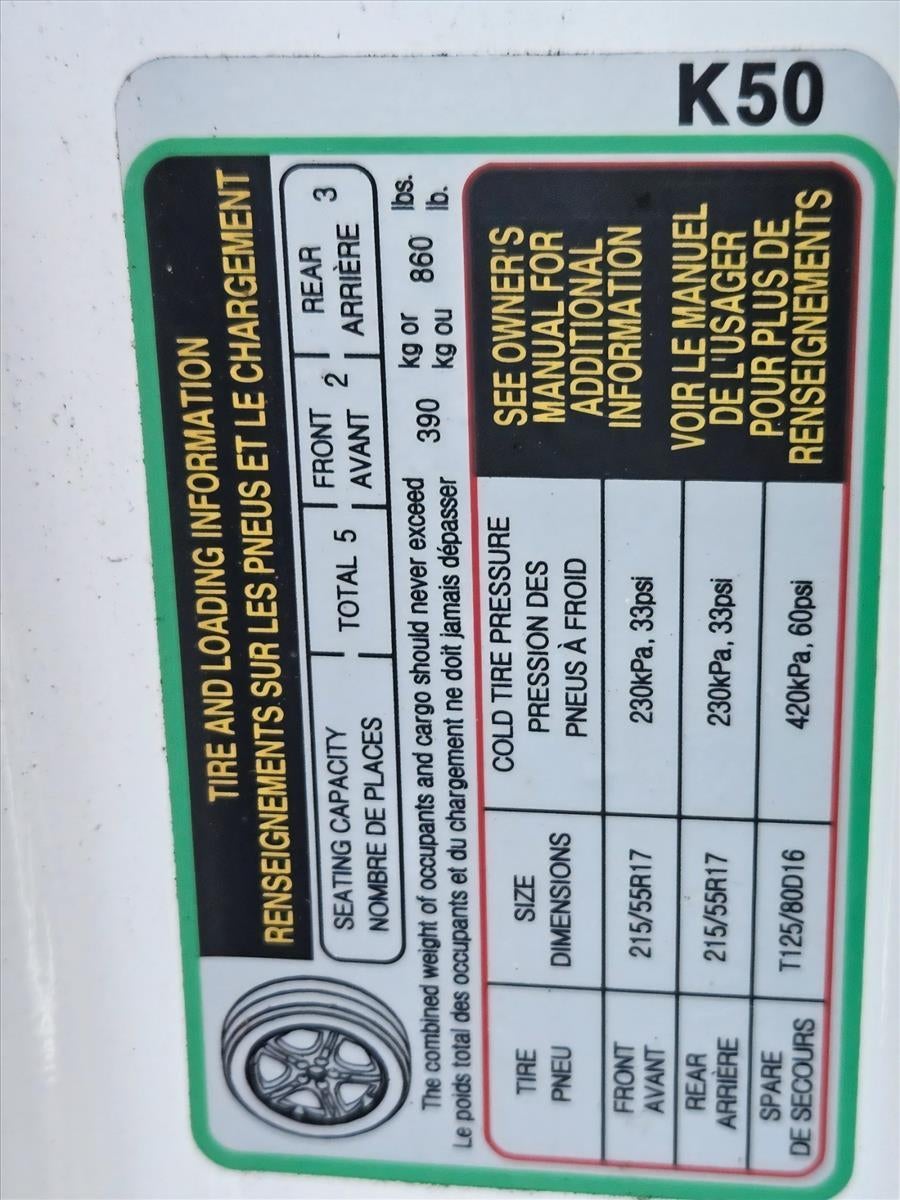 K50
TIRE AND LOADING INFORMATION
RENSEIGNEMENTS SUR LES PNEUS ET LE CHARGEMENT
SEATING CAPACITY
NOMBRE DE PLACES
TOTAL 5
FRONT
AVANT
2
REAR
ARRIÈRE
3
The combined weight of occupants and cargo should never exceed 390 kg or 860 lbs.
Le poids total des occupants et du chargement ne doit jamais dépasser kg ou lb.
TIRE
PNEU
SIZE
DIMENSIONS
COLD TIRE PRESSURE
PRESSION DES
PNEUS À FROID
FRONT
AVANT
215/55R17
230kPa, 33psi
REAR
ARRIÈRE
215/55R17
230kPa, 33psi
SPARE
DE SECOURS
T125/80D16
420kPa, 60psi
SEE OWNER'S
MANUAL FOR
ADDITIONAL
INFORMATION
VOIR LE MANUEL
DE L'USAGER
POUR PLUS DE
RENSEIGNEMENTS